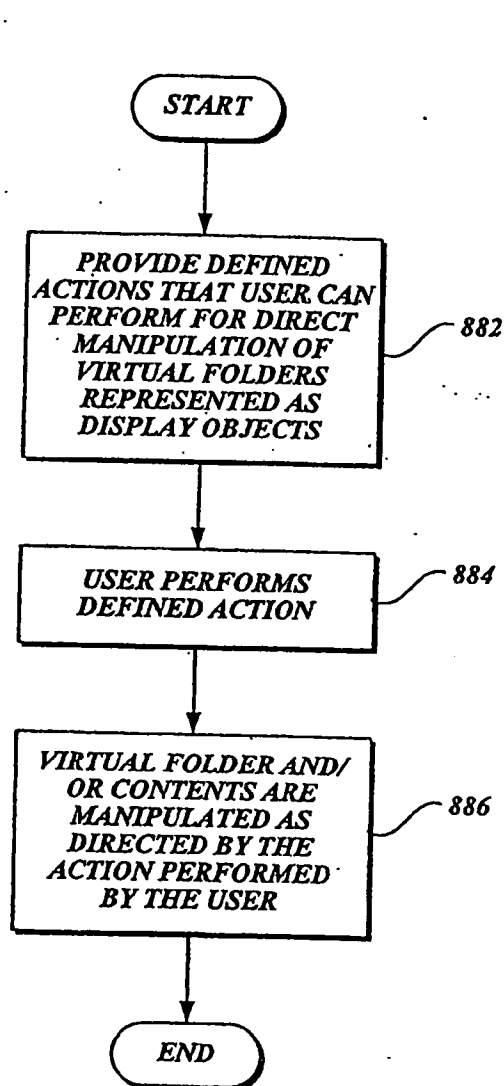 START
PROVIDE DEFINED
ACTIONS THAT USER CAN
PERFORM FOR DIRECT
MANIPULATION OF
VIRTUAL FOLDERS
REPRESENTED AS
DISPLAY OBJECTS
882
USER PERFORMS
DEFINED ACTION
884
VIRTUAL FOLDER AND/
OR CONTENTS ARE
MANIPULATED AS
DIRECTED BY THE
ACTION PERFORMED
BY THE USER
886
END